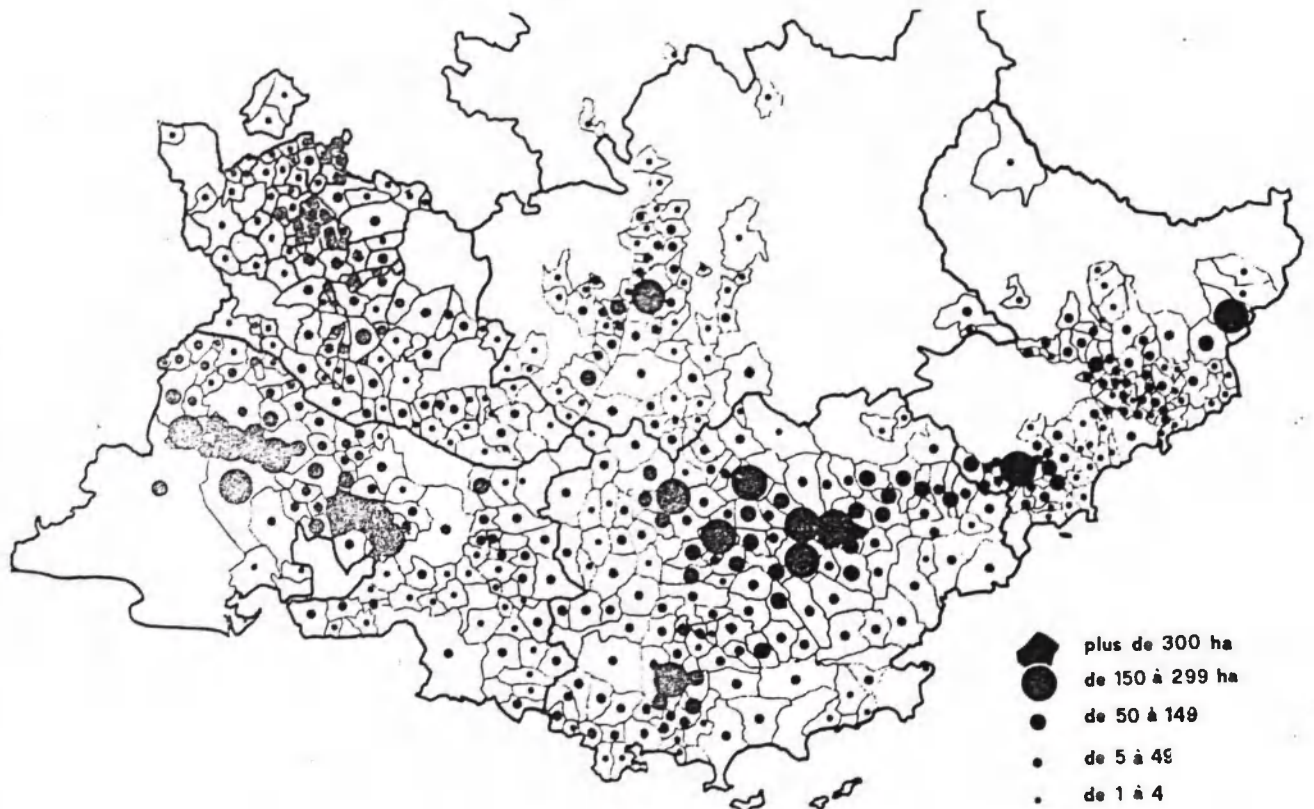 plus de 300 ha
de 150 à 299 ha
de 50 à 149
de 5 à 49
de 1 à 4